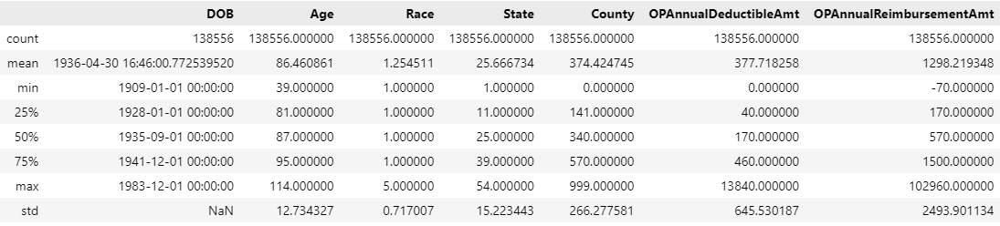 DOB Age Race State County OPAnnualDeductibleAmt OPAnnualReimbursementAmt
count 138556 138556.000000 138556.000000 138556.000000 138556.000000 138556.000000 138556.000000
mean 1936-04-30 16:46:00.772539520 86.460861 1.254511 25.666734 374.424745 377.718258 1298.219348
min 1909-01-01 00:00:00 39.000000 1.000000 1.000000 0.000000 0.000000 -70.000000
25% 1928-01-01 00:00:00 81.000000 1.000000 11.000000 141.000000 40.000000 170.000000
50% 1935-09-01 00:00:00 87.000000 1.000000 25.000000 340.000000 170.000000 570.000000
75% 1941-12-01 00:00:00 95.000000 1.000000 39.000000 570.000000 460.000000 1500.000000
max 1983-12-01 00:00:00 114.000000 5.000000 54.000000 999.000000 13840.000000 102960.000000
std NaN 12.734327 0.717007 15.223443 266.277581 645.530187 2493.901134